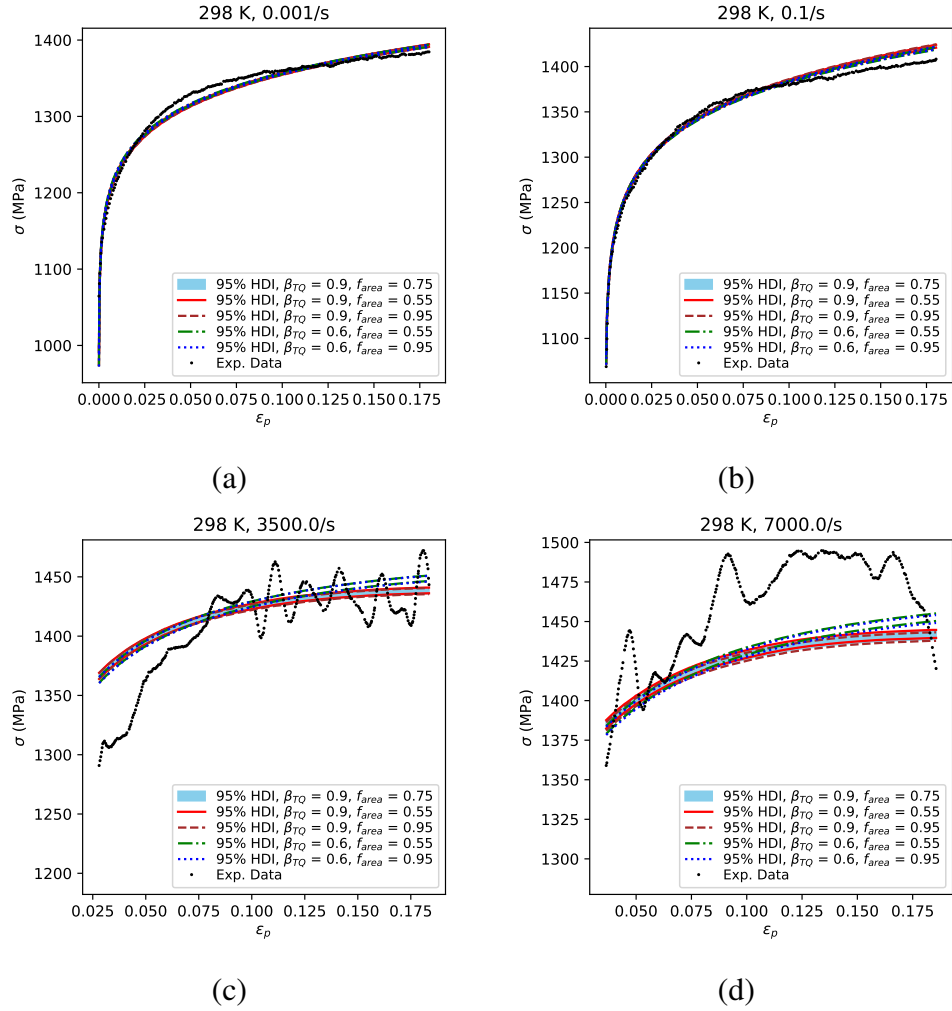 298 K, 0.001/s
σ (MPa)
1400
1300
1200
1100
1000
0.000 0.025 0.050 0.075 0.100 0.125 0.150 0.175
εₚ
95% HDI, β_TQ = 0.9, f_area = 0.75
95% HDI, β_TQ = 0.9, f_area = 0.55
95% HDI, β_TQ = 0.9, f_area = 0.95
95% HDI, β_TQ = 0.6, f_area = 0.55
95% HDI, β_TQ = 0.6, f_area = 0.95
Exp. Data
(a)
298 K, 0.1/s
σ (MPa)
1400
1350
1300
1250
1200
1150
1100
0.000 0.025 0.050 0.075 0.100 0.125 0.150 0.175
εₚ
95% HDI, β_TQ = 0.9, f_area = 0.75
95% HDI, β_TQ = 0.9, f_area = 0.55
95% HDI, β_TQ = 0.9, f_area = 0.95
95% HDI, β_TQ = 0.6, f_area = 0.55
95% HDI, β_TQ = 0.6, f_area = 0.95
Exp. Data
(b)
298 K, 3500.0/s
σ (MPa)
1450
1400
1350
1300
1250
1200
0.025 0.050 0.075 0.100 0.125 0.150 0.175
εₚ
95% HDI, β_TQ = 0.9, f_area = 0.75
95% HDI, β_TQ = 0.9, f_area = 0.55
95% HDI, β_TQ = 0.9, f_area = 0.95
95% HDI, β_TQ = 0.6, f_area = 0.55
95% HDI, β_TQ = 0.6, f_area = 0.95
Exp. Data
(c)
298 K, 7000.0/s
σ (MPa)
1500
1475
1450
1425
1400
1375
1350
1325
1300
0.050 0.075 0.100 0.125 0.150 0.175
εₚ
95% HDI, β_TQ = 0.9, f_area = 0.75
95% HDI, β_TQ = 0.9, f_area = 0.55
95% HDI, β_TQ = 0.9, f_area = 0.95
95% HDI, β_TQ = 0.6, f_area = 0.55
95% HDI, β_TQ = 0.6, f_area = 0.95
Exp. Data
(d)